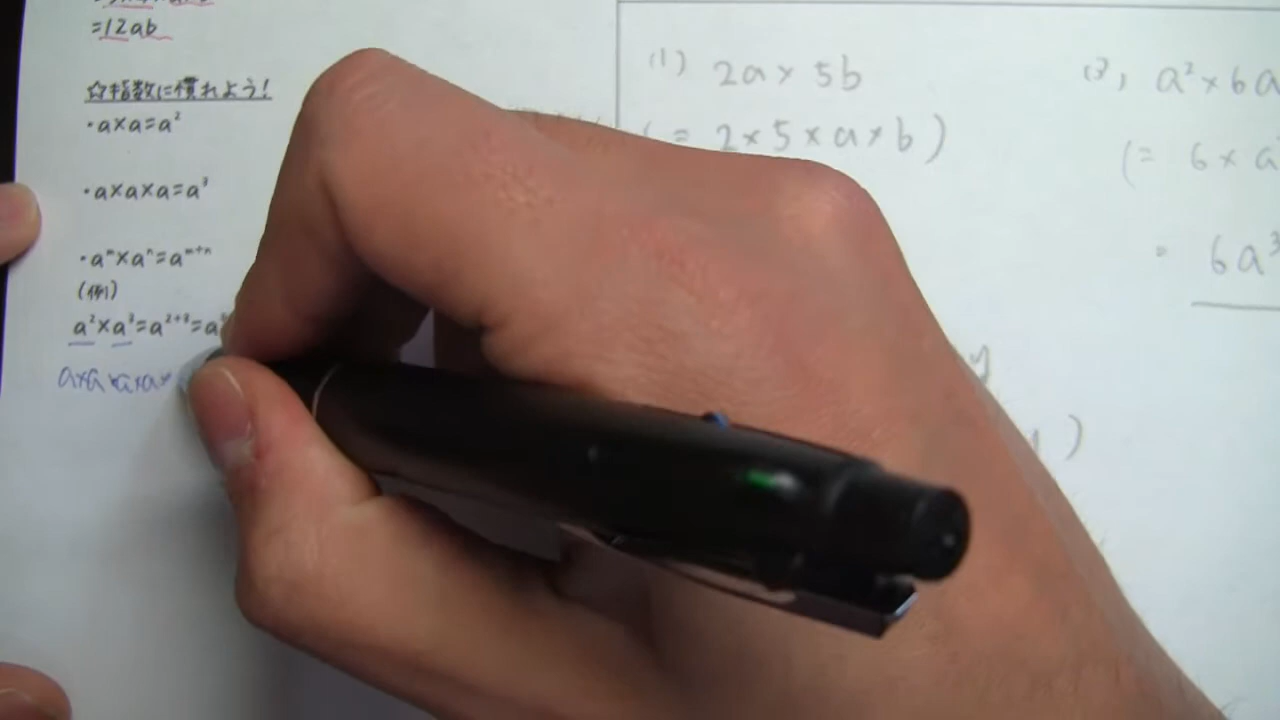 =12ab
☆指数に慣れよう!
・a×a=a²
・a×a×a=a³
・aᵐ×aⁿ=aᵐ⁺ⁿ
(例)
a²×a³=a²⁺³=a
a×a×a×a×
(1) 2a×5b
(= 2×5×a×b)
a²×6a
(= 6×a
6a³
y
)